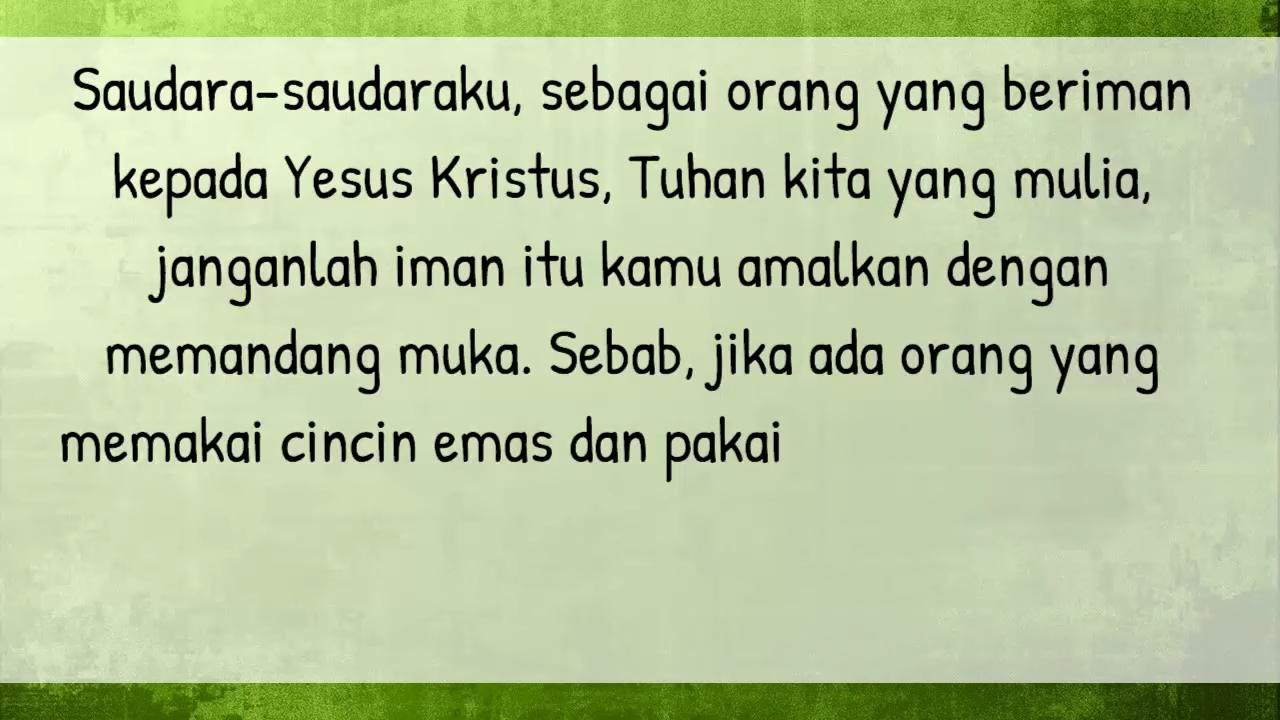 Saudara-saudaraku, sebagai orang yang beriman
kepada Yesus Kristus, Tuhan kita yang mulia,
janganlah iman itu kamu amalkan dengan
memandang muka. Sebab, jika ada orang yang
memakai cincin emas dan pakai